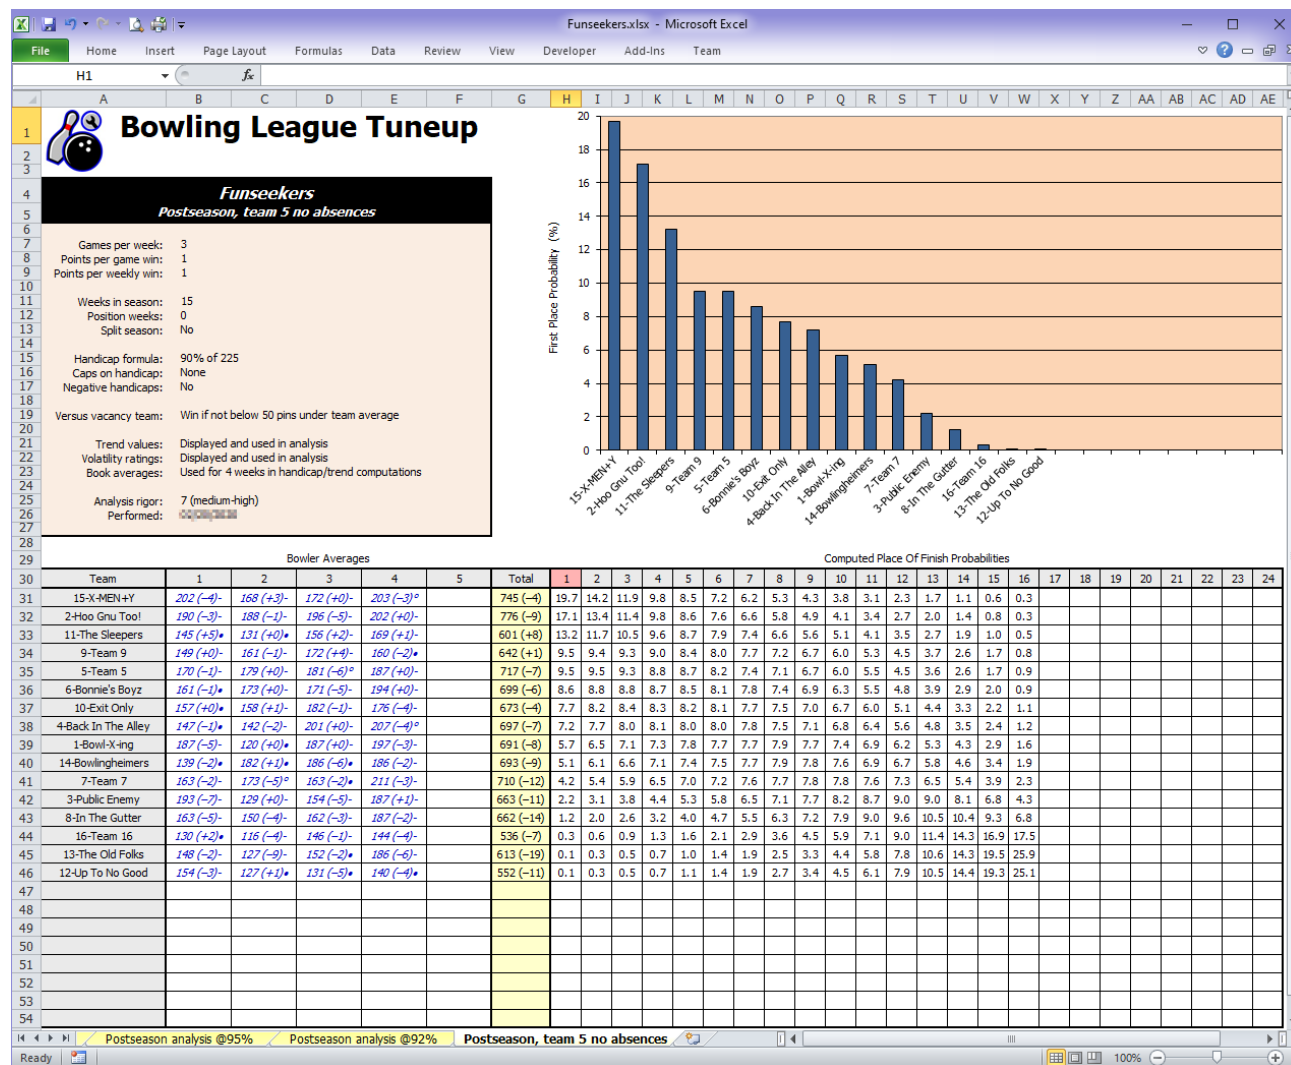 Funseekers.xlsx - Microsoft Excel
File Home Insert Page Layout Formulas Data Review View Developer Add-Ins Team
H1 fx
A B C D E F G H I J K L M N O P Q R S T U V W X Y Z AA AB AC AD AE
Bowling League Tuneup
Funseekers
Postseason, team 5 no absences
Games per week: 3
Points per game win: 1
Points per weekly win: 1
Weeks in season: 15
Position weeks: 0
Split season: No
Handicap formula: 90% of 225
Caps on handicap: None
Negative handicaps: No
Versus vacancy team: Win if not below 50 pins under team average
Trend values: Displayed and used in analysis
Volatility ratings: Displayed and used in analysis
Book averages: Used for 4 weeks in handicap/trend computations
Analysis rigor: 7 (medium-high)
Performed:
First Place Probability (%)
20
18
16
14
12
10
8
6
4
2
0
15-X-MEN+Y 2-Hoo Gnu Too! 11-The Sleepers 9-Team 9 5-Team 5 6-Bonnie's Boyz 10-Exit Only 4-Back In The Alley 1-Bowl-X-ing 14-Bowlingheimers 7-Team 7 3-Public Enemy 8-In The Gutter 16-Team 16 13-The Old Folks 12-Up To No Good
Bowler Averages Computed Place Of Finish Probabilities
30 Team 1 2 3 4 5 Total 1 2 3 4 5 6 7 8 9 10 11 12 13 14 15 16 17 18 19 20 21 22 23 24
31 15-X-MEN+Y 202 (–4)- 168 (+3)- 172 (+0)- 203 (–3)° 745 (–4) 19.7 14.2 11.9 9.8 8.5 7.2 6.2 5.3 4.3 3.8 3.1 2.3 1.7 1.1 0.6 0.3
32 2-Hoo Gnu Too! 190 (–3)- 188 (–1)- 196 (–5)- 202 (+0)- 776 (–9) 17.1 13.4 11.4 9.8 8.6 7.6 6.6 5.8 4.9 4.1 3.4 2.7 2.0 1.4 0.8 0.3
33 11-The Sleepers 145 (+5)• 131 (+0)• 156 (+2)- 169 (+1)- 601 (+8) 13.2 11.7 10.5 9.6 8.7 7.9 7.4 6.6 5.6 5.1 4.1 3.5 2.7 1.9 1.0 0.5
34 9-Team 9 149 (+0)- 161 (–1)- 172 (+4)- 160 (–2)• 642 (+1) 9.5 9.4 9.3 9.0 8.4 8.0 7.7 7.2 6.7 6.0 5.3 4.5 3.7 2.6 1.7 0.8
35 5-Team 5 170 (–1)- 179 (+0)- 181 (–6)° 187 (+0)- 717 (–7) 9.5 9.5 9.3 8.8 8.7 8.2 7.4 7.1 6.7 6.0 5.5 4.5 3.6 2.6 1.7 0.9
36 6-Bonnie's Boyz 161 (–1)• 173 (+0)- 171 (–5)- 194 (+0)- 699 (–6) 8.6 8.8 8.8 8.7 8.5 8.1 7.8 7.4 6.9 6.3 5.5 4.8 3.9 2.9 2.0 0.9
37 10-Exit Only 157 (+0)• 158 (+1)- 182 (–1)- 176 (–4)- 673 (–4) 7.7 8.2 8.4 8.3 8.2 8.1 7.7 7.5 7.0 6.7 6.0 5.1 4.4 3.3 2.2 1.1
38 4-Back In The Alley 147 (–1)• 142 (–2)- 201 (+0)- 207 (–4)° 697 (–7) 7.2 7.7 8.0 8.1 8.0 8.0 7.8 7.5 7.1 6.8 6.4 5.6 4.8 3.5 2.4 1.2
39 1-Bowl-X-ing 187 (–5)- 120 (+0)• 187 (+0)- 197 (–3)- 691 (–8) 5.7 6.5 7.1 7.3 7.8 7.7 7.7 7.9 7.7 7.4 6.9 6.2 5.3 4.3 2.9 1.6
40 14-Bowlingheimers 139 (–2)• 182 (+1)• 186 (–6)• 186 (–2)- 693 (–9) 5.1 6.1 6.6 7.1 7.4 7.5 7.7 7.9 7.8 7.6 6.9 6.7 5.8 4.6 3.4 1.9
41 7-Team 7 163 (–2)- 173 (–5)° 163 (–2)• 211 (–3)- 710 (–12) 4.2 5.4 5.9 6.5 7.0 7.2 7.6 7.7 7.8 7.8 7.6 7.3 6.5 5.4 3.9 2.3
42 3-Public Enemy 193 (–7)- 129 (+0)- 154 (–5)- 187 (+1)- 663 (–11) 2.2 3.1 3.8 4.4 5.3 5.8 6.5 7.1 7.7 8.2 8.7 9.0 9.0 8.1 6.8 4.3
43 8-In The Gutter 163 (–5)- 150 (–4)- 162 (–3)- 187 (–2)- 662 (–14) 1.2 2.0 2.6 3.2 4.0 4.7 5.5 6.3 7.2 7.9 9.0 9.6 10.5 10.4 9.3 6.8
44 16-Team 16 130 (+2)• 116 (–4)- 146 (–1)- 144 (–4)- 536 (–7) 0.3 0.6 0.9 1.3 1.6 2.1 2.9 3.6 4.5 5.9 7.1 9.0 11.4 14.3 16.9 17.5
45 13-The Old Folks 148 (–2)- 127 (–9)- 152 (–2)• 186 (–6)- 613 (–19) 0.1 0.3 0.5 0.7 1.0 1.4 1.9 2.5 3.3 4.4 5.8 7.8 10.6 14.3 19.5 25.9
46 12-Up To No Good 154 (–3)- 127 (+1)• 131 (–5)• 140 (–4)• 552 (–11) 0.1 0.3 0.5 0.7 1.1 1.4 1.9 2.7 3.4 4.5 6.1 7.9 10.5 14.4 19.3 25.1
47
48
49
50
51
52
53
54
Postseason analysis @95% Postseason analysis @92% Postseason, team 5 no absences
Ready 100%